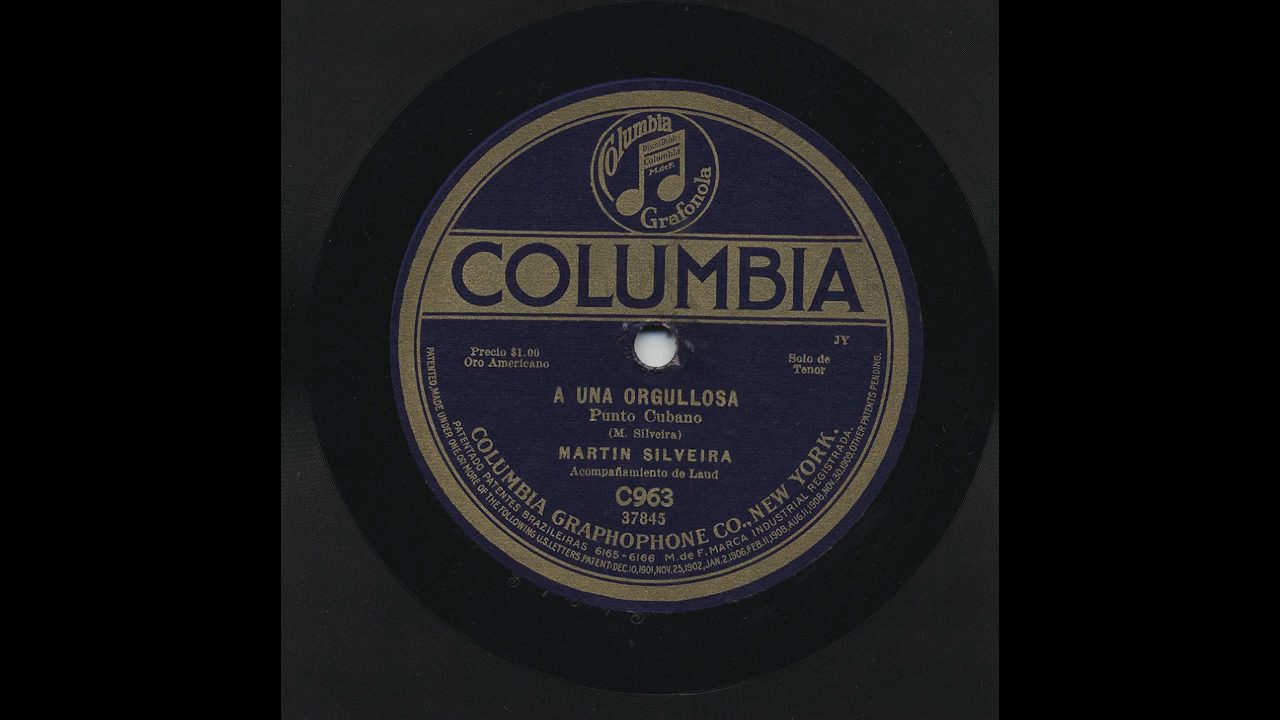 Columbia
Discos Doble
Columbia
M. de F.
Grafonola
COLUMBIA
JY
Precio $1.00
Oro Americano
Solo de
Tenor
A UNA ORGULLOSA
Punto Cubano
(M. Silveira)
MARTIN SILVEIRA
Acompañamiento de Laud
C963
37845
COLUMBIA GRAPHOPHONE CO., NEW YORK.
PATENTADO PATENTES BRAZILEIRAS 6165-6166 M. de F. MARCA INDUSTRIAL REGISTRADA.
PATENTED, MADE UNDER ONE OR MORE OF THE FOLLOWING U.S. LETTERS PATENT: DEC. 10, 1901, NOV. 25, 1902, JAN. 2, 1906, FEB. 11, 1908, AUG. 11, 1908, NOV. 30, 1909, OTHER PATENTS PENDING.